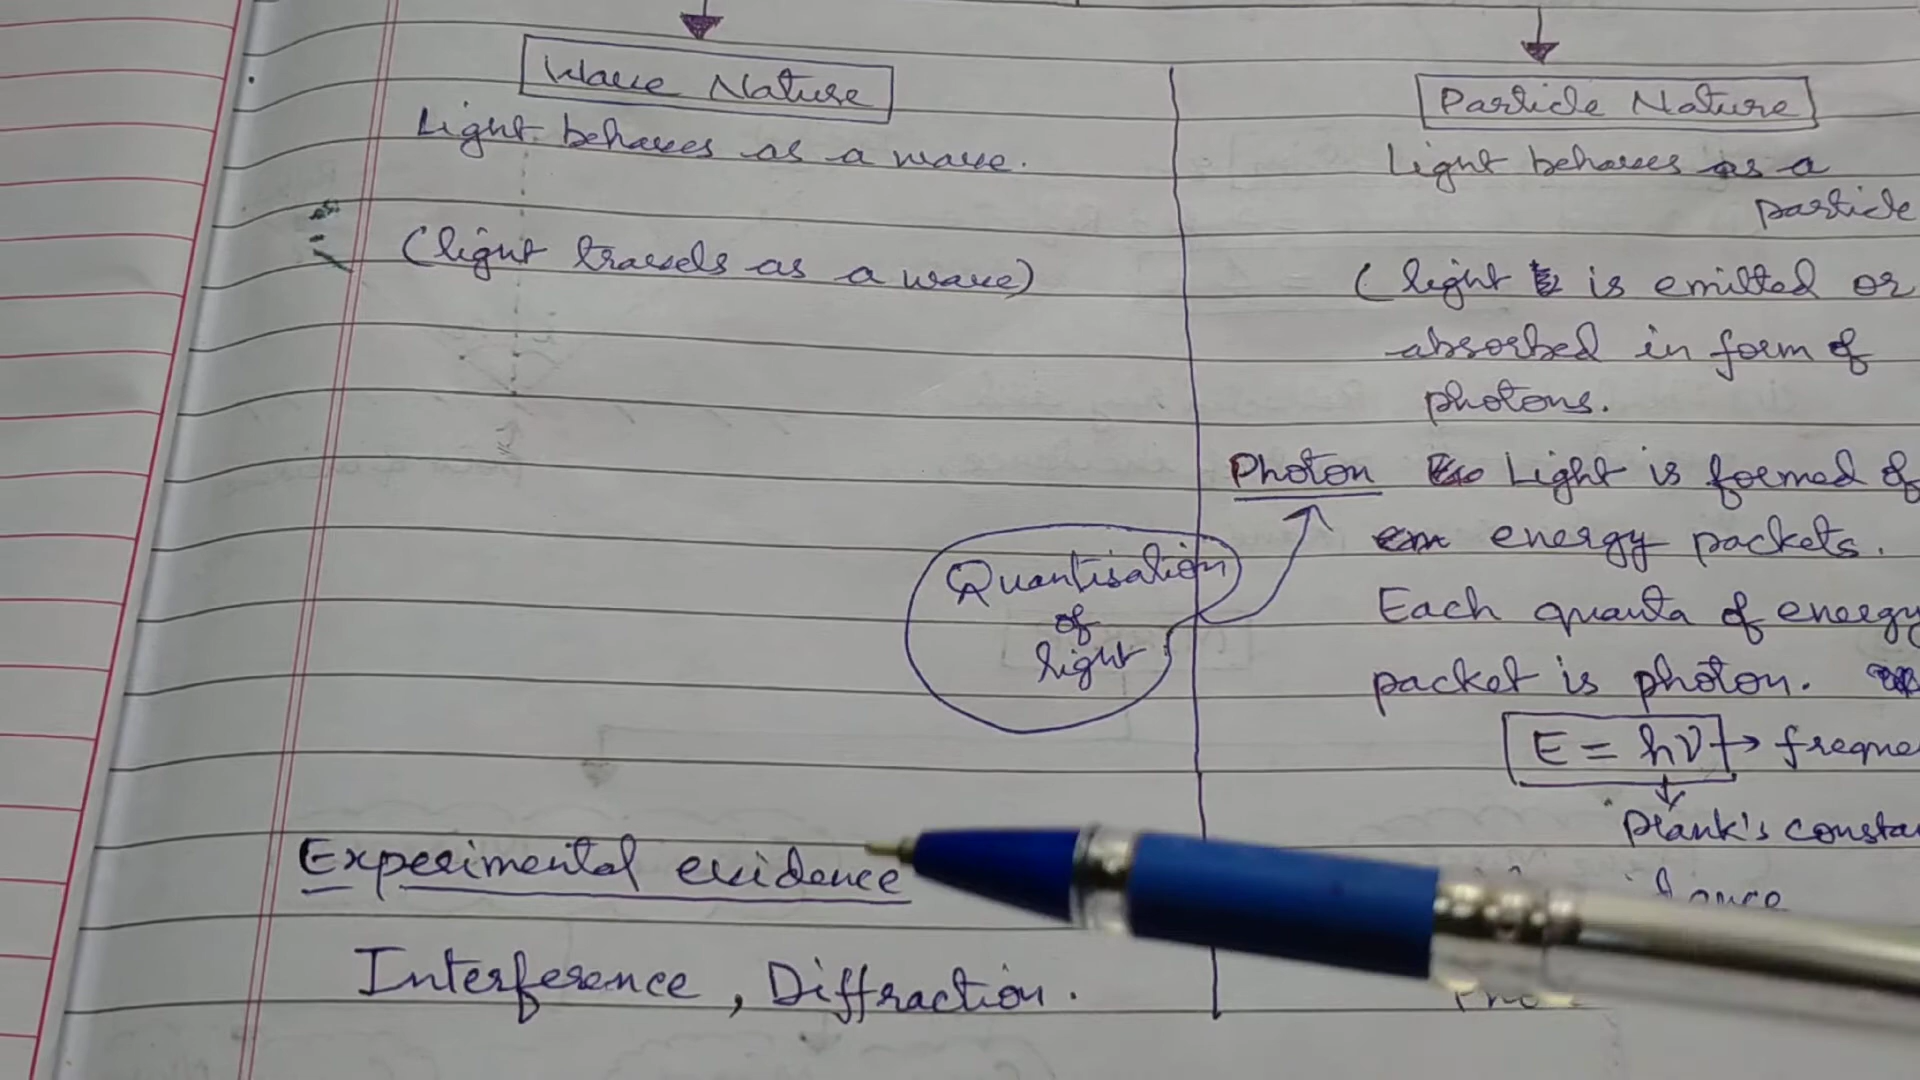 Wave Nature
Light behaves as a wave.
(light travels as a wave)
Quantisation
of
light
Experimental evidence
Interference, Diffraction.
Particle Nature
Light behaves as a
particle
(light is emitted or
absorbed in form of
photons.
Photon Light is formed of
energy packets.
Each quanta of energy
packet is photon.
E = hν → freque
Plank's consta